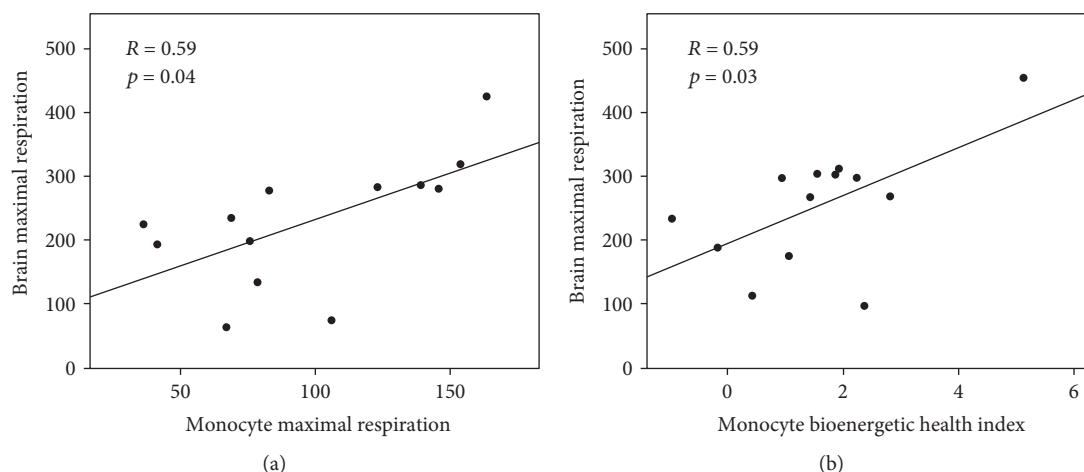 500
400
300
200
100
0
R = 0.59
p = 0.04
Brain maximal respiration
50
100
150
Monocyte maximal respiration
(a)
500
400
300
200
100
0
R = 0.59
p = 0.03
Brain maximal respiration
0
2
4
6
Monocyte bioenergetic health index
(b)